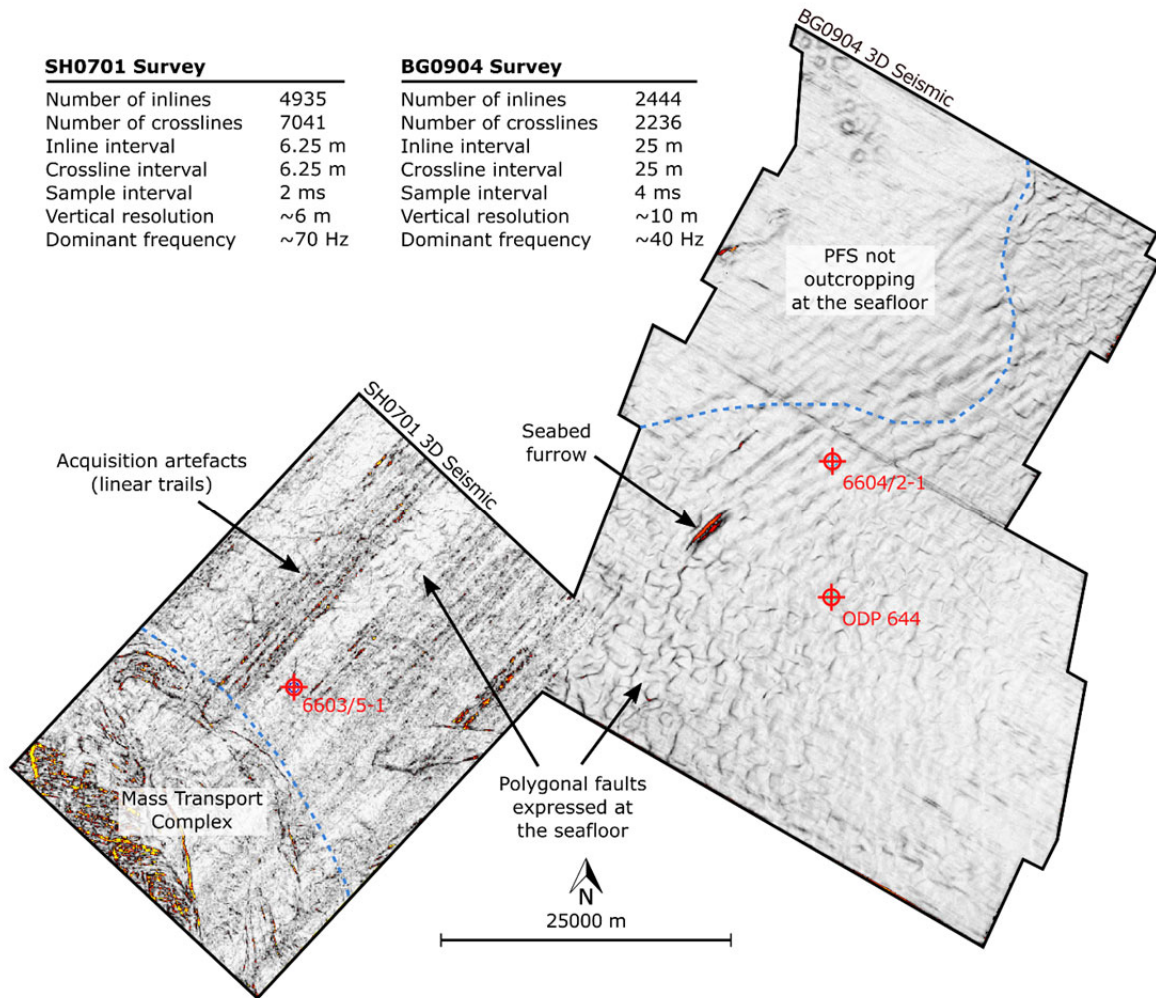 SH0701 Survey
Number of inlines 4935
Number of crosslines 7041
Inline interval 6.25 m
Crossline interval 6.25 m
Sample interval 2 ms
Vertical resolution ~6 m
Dominant frequency ~70 Hz
BG0904 Survey
Number of inlines 2444
Number of crosslines 2236
Inline interval 25 m
Crossline interval 25 m
Sample interval 4 ms
Vertical resolution ~10 m
Dominant frequency ~40 Hz
BG0904 3D Seismic
PFS not
outcropping
at the seafloor
SH0701 3D Seismic
Acquisition artefacts
(linear trails)
Seabed
furrow
6604/2-1
ODP 644
6603/5-1
Mass Transport
Complex
Polygonal faults
expressed at
the seafloor
N
25000 m